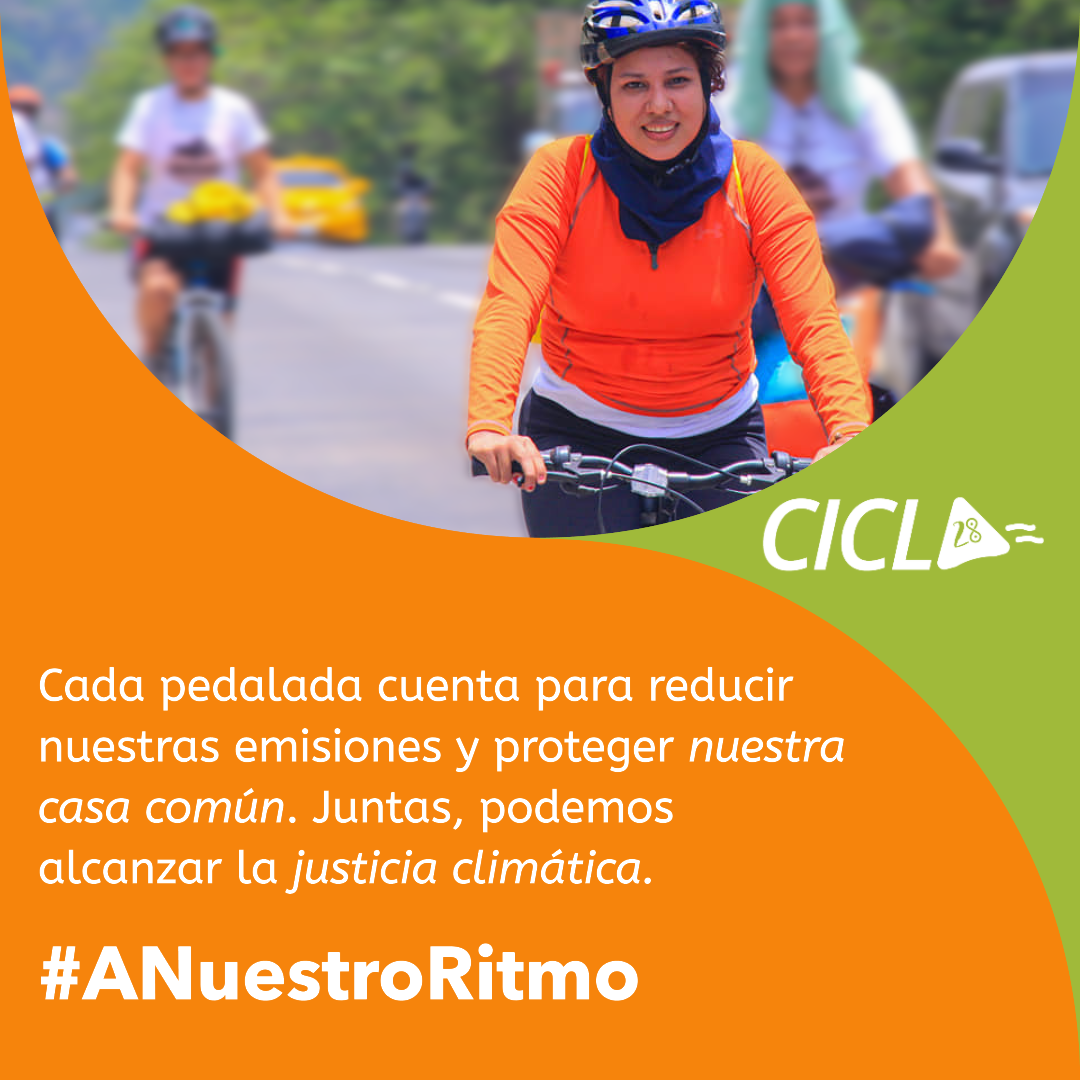 CICLA 28
Cada pedalada cuenta para reducir
nuestras emisiones y proteger nuestra
casa común. Juntas, podemos
alcanzar la justicia climática.
#ANuestroRitmo